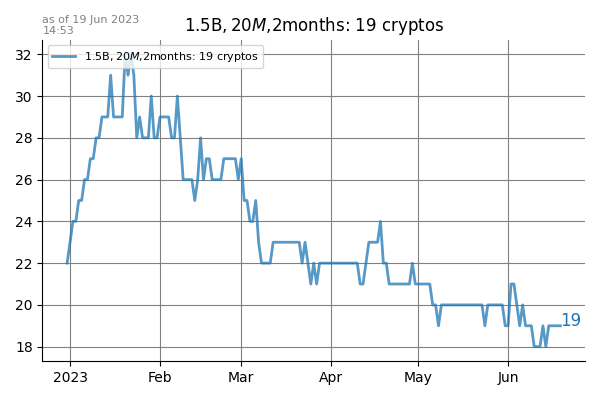 as of 19 Jun 2023
14:53
1.5B, 20M,2months: 19 cryptos
1.5B, 20M,2months: 19 cryptos
32
30
28
26
24
22
20
18
19
2023 Feb Mar Apr May Jun